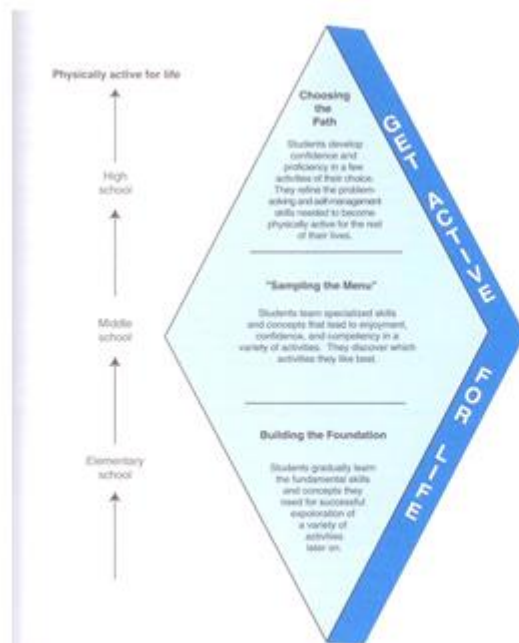 Physically active for life
High
school
Middle
school
Elementary
school
Choosing
the
Path
Students develop
confidence and
proficiency in a few
activities of their choice.
They refine the problem-
solving and self-management
skills needed to become
physically active for the rest
of their lives.
"Sampling the Menu"
Students learn specialized skills
and concepts that lead to enjoyment,
confidence, and competency in a
variety of activities. They discover which
activities they like best.
Building the Foundation
Students gradually learn
the fundamental skills
and concepts they
need for successful
expoloration of
a variety of
activities
later on.
GET ACTIVE FOR LIFE